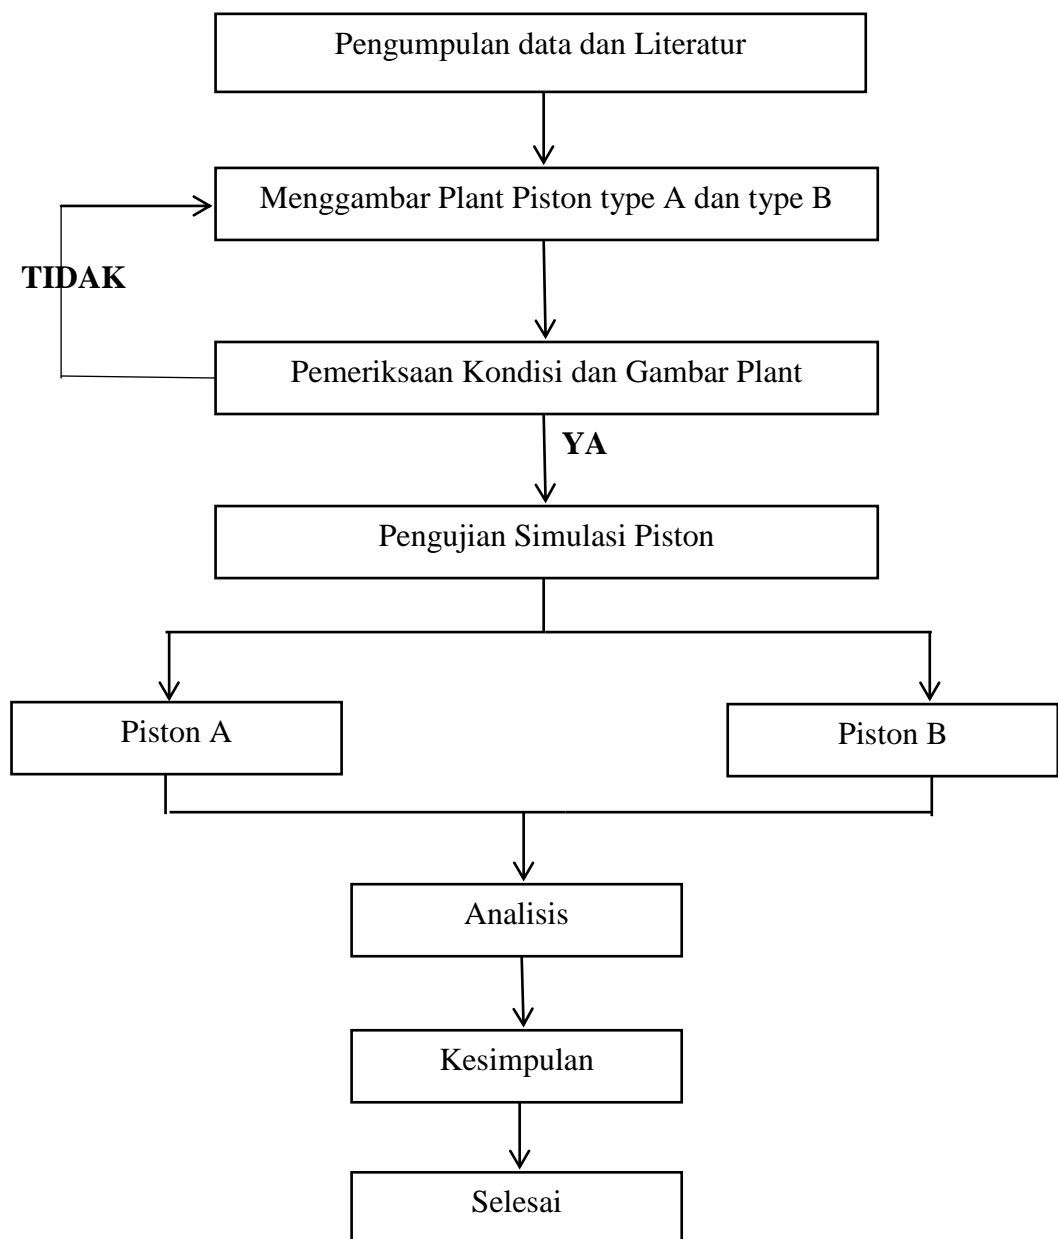 Pengumpulan data dan Literatur
Menggambar Plant Piston type A dan type B
TIDAK
Pemeriksaan Kondisi dan Gambar Plant
YA
Pengujian Simulasi Piston
Piston A
Piston B
Analisis
Kesimpulan
Selesai